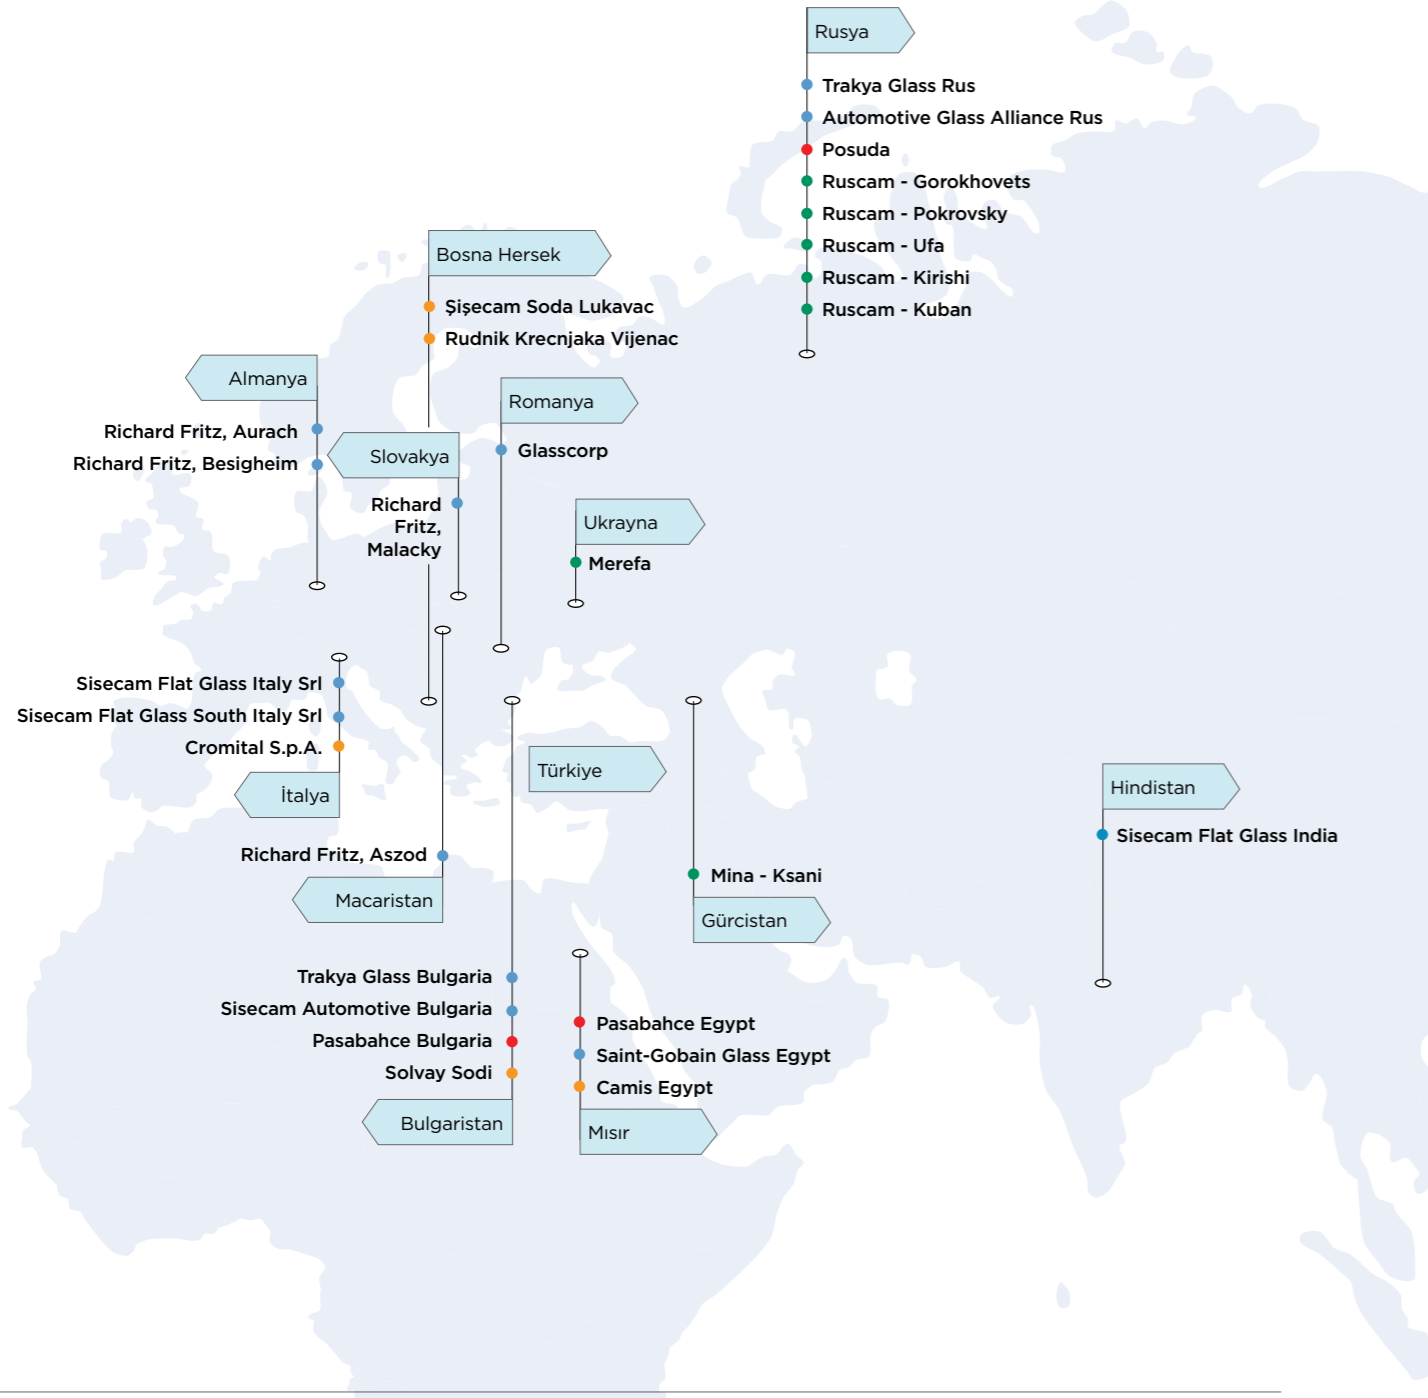 Rusya
Trakya Glass Rus
Automotive Glass Alliance Rus
Posuda
Ruscam - Gorokhovets
Ruscam - Pokrovsky
Ruscam - Ufa
Ruscam - Kirishi
Ruscam - Kuban
Bosna Hersek
Şişecam Soda Lukavac
Rudnik Krecnjaka Vijenac
Almanya
Richard Fritz, Aurach
Richard Fritz, Besigheim
Slovakya
Richard
Fritz,
Malacky
Romanya
Glasscorp
Ukrayna
Merefa
Sisecam Flat Glass Italy Srl
Sisecam Flat Glass South Italy Srl
Cromital S.p.A.
İtalya
Türkiye
Hindistan
Sisecam Flat Glass India
Richard Fritz, Aszod
Macaristan
Mina - Ksani
Gürcistan
Trakya Glass Bulgaria
Sisecam Automotive Bulgaria
Pasabahce Bulgaria
Solvay Sodi
Bulgaristan
Pasabahce Egypt
Saint-Gobain Glass Egypt
Camis Egypt
Mısır